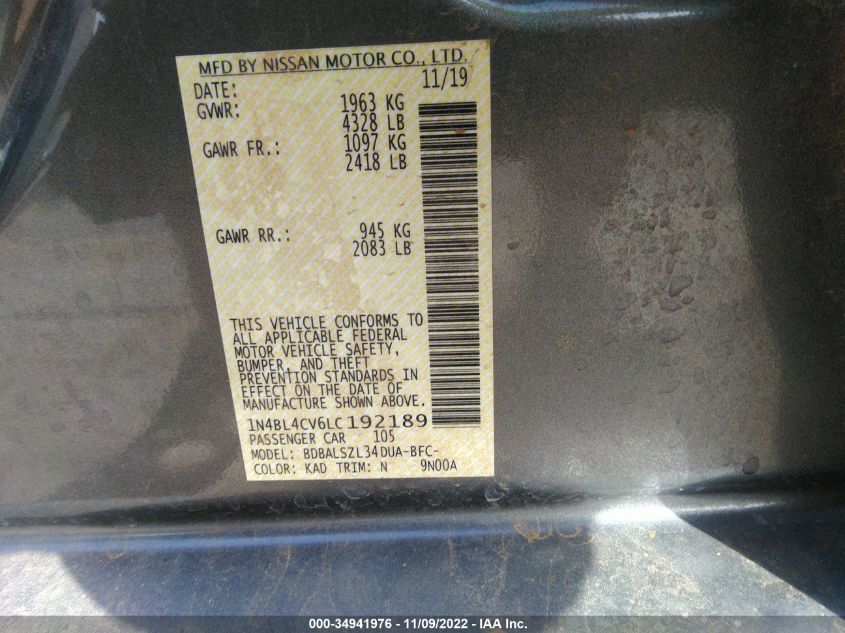 MFD BY NISSAN MOTOR CO., LTD.
DATE: 11/19
GVWR: 1963 KG
4328 LB
GAWR FR.: 1097 KG
2418 LB
GAWR RR.: 945 KG
2083 LB
THIS VEHICLE CONFORMS TO
ALL APPLICABLE FEDERAL
MOTOR VEHICLE SAFETY,
BUMPER, AND THEFT
PREVENTION STANDARDS IN
EFFECT ON THE DATE OF
MANUFACTURE SHOWN ABOVE.
1N4BL4CV6LC192189
PASSENGER CAR 105
MODEL: BDBALSZL34DUA-BFC-
COLOR: KAD TRIM: N 9N00A
000-34941976 - 11/09/2022 - IAA Inc.